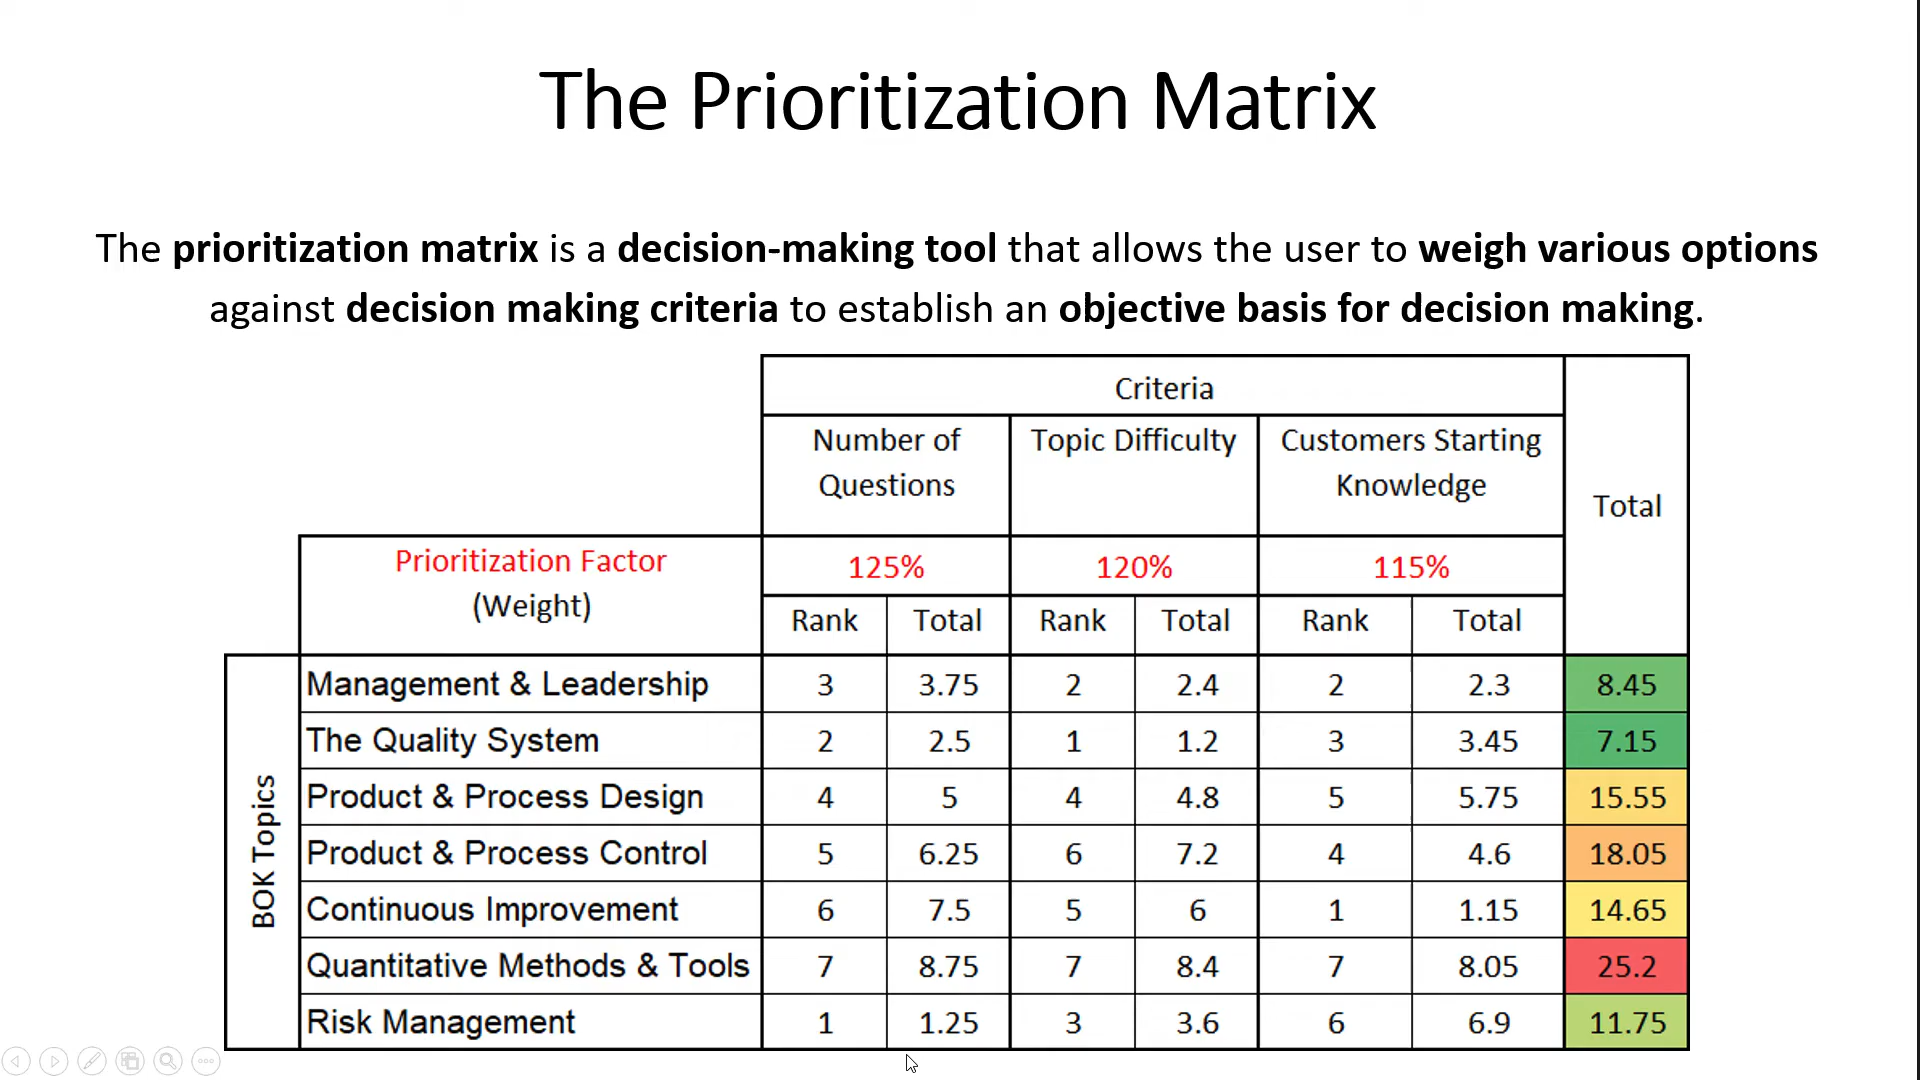 The Prioritization Matrix
The prioritization matrix is a decision-making tool that allows the user to weigh various options
against decision making criteria to establish an objective basis for decision making.
Criteria
Number of Questions
Topic Difficulty
Customers Starting Knowledge
Total
Prioritization Factor
(Weight)
125% 120% 115%
Rank Total Rank Total Rank Total
BOK Topics
Management & Leadership 3 3.75 2 2.4 2 2.3 8.45
The Quality System 2 2.5 1 1.2 3 3.45 7.15
Product & Process Design 4 5 4 4.8 5 5.75 15.55
Product & Process Control 5 6.25 6 7.2 4 4.6 18.05
Continuous Improvement 6 7.5 5 6 1 1.15 14.65
Quantitative Methods & Tools 7 8.75 7 8.4 7 8.05 25.2
Risk Management 1 1.25 3 3.6 6 6.9 11.75